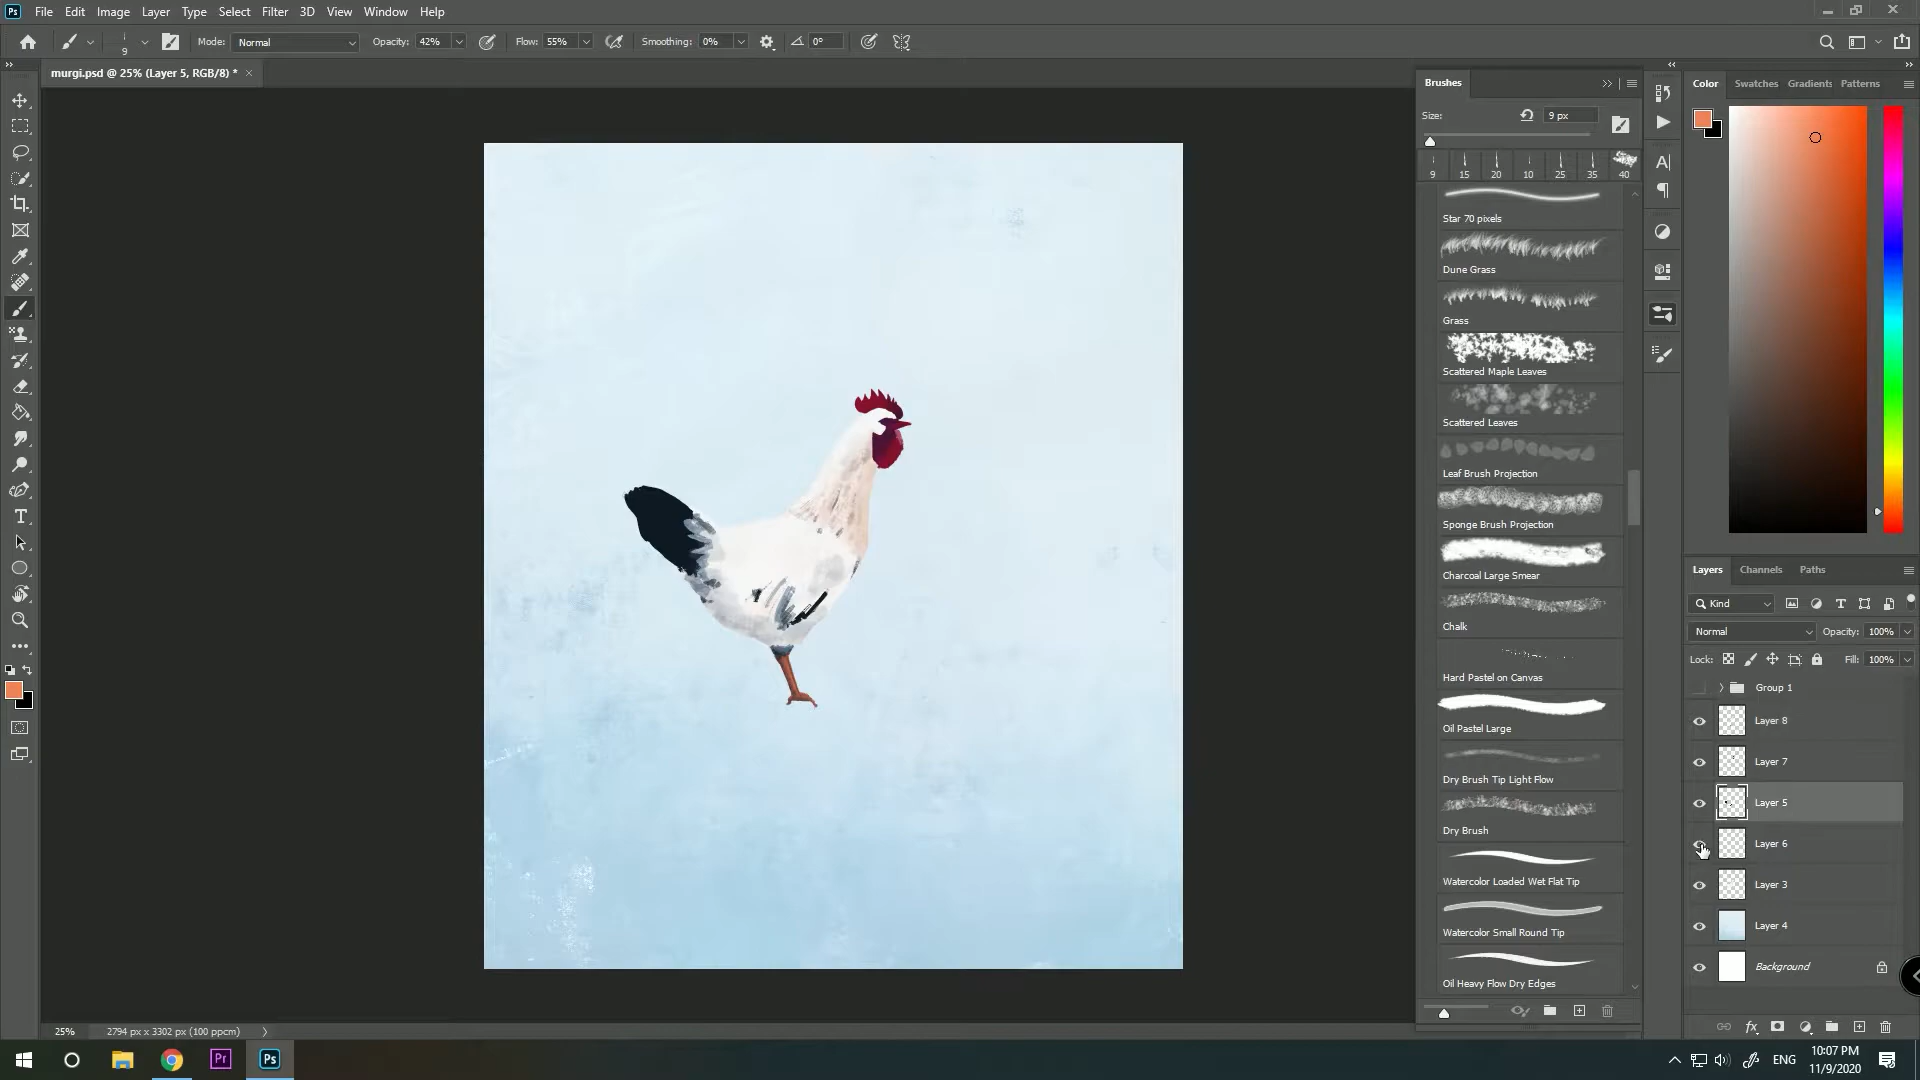 Ps File Edit Image Layer Type Select Filter 3D View Window Help
9 Mode: Normal Opacity: 42% Flow: 55% Smoothing: 0% 0°
murgi.psd @ 25% (Layer 5, RGB/8) *
Brushes
Size: 9 px
9 15 20 10 25 35 40
Star 70 pixels
Dune Grass
Grass
Scattered Maple Leaves
Scattered Leaves
Leaf Brush Projection
Sponge Brush Projection
Charcoal Large Smear
Chalk
Hard Pastel on Canvas
Oil Pastel Large
Dry Brush Tip Light Flow
Dry Brush
Watercolor Loaded Wet Flat Tip
Watercolor Small Round Tip
Oil Heavy Flow Dry Edges
Color Swatches Gradients Patterns
Layers Channels Paths
Kind
Normal Opacity: 100%
Lock: Fill: 100%
Group 1
Layer 8
Layer 7
Layer 5
Layer 6
Layer 3
Layer 4
Background
25% 2794 px x 3302 px (100 ppcm)
Pr Ps ENG 10:07 PM
11/9/2020